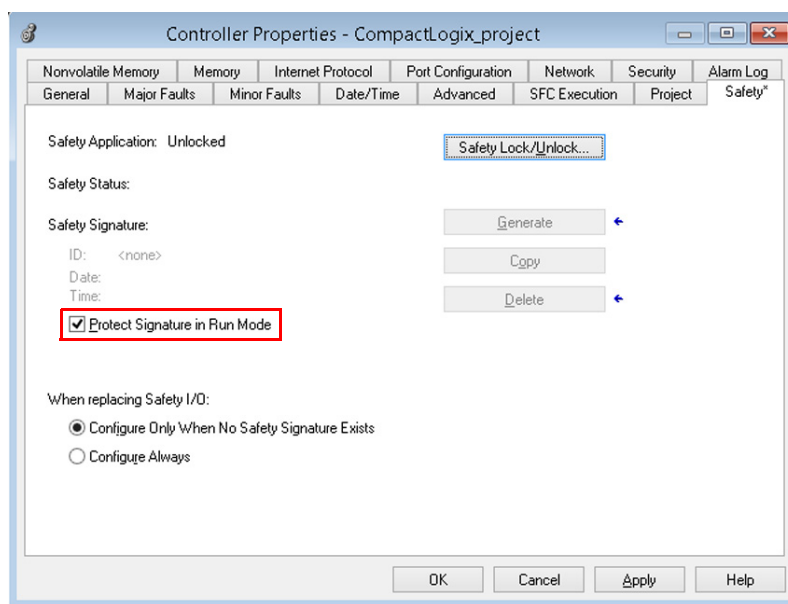 Controller Properties - CompactLogix_project
Nonvolatile Memory Memory Internet Protocol Port Configuration Network Security Alarm Log
General Major Faults Minor Faults Date/Time Advanced SFC Execution Project Safety*
Safety Application: Unlocked Safety Lock/Unlock...
Safety Status:
Safety Signature: Generate
ID: <none> Copy
Date:
Time: Delete
Protect Signature in Run Mode
When replacing Safety I/O:
Configure Only When No Safety Signature Exists
Configure Always
OK Cancel Apply Help